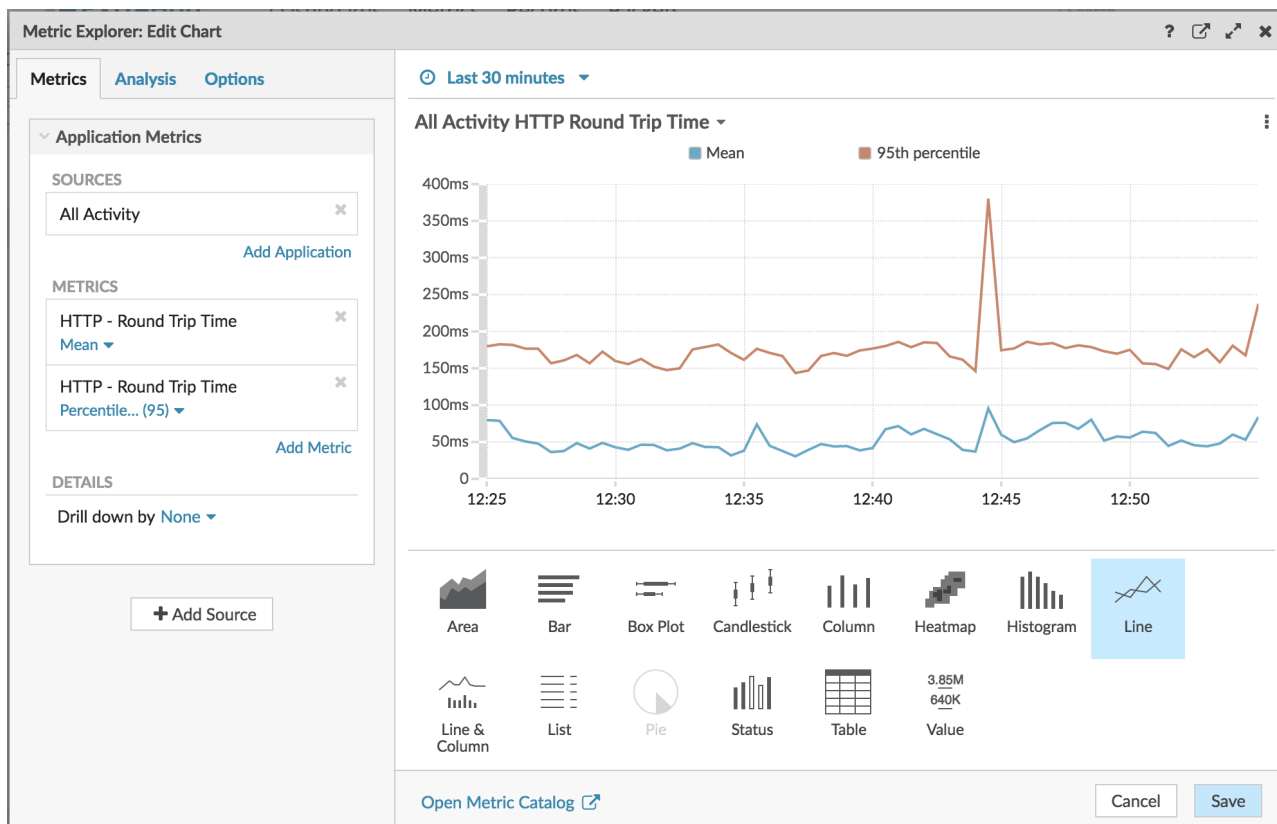 Metric Explorer: Edit Chart
?
Metrics
Analysis
Options
Application Metrics
SOURCES
All Activity
Add Application
METRICS
HTTP - Round Trip Time
Mean
HTTP - Round Trip Time
Percentile... (95)
Add Metric
DETAILS
Drill down by None
Add Source
Last 30 minutes
All Activity HTTP Round Trip Time
Mean
95th percentile
400ms
350ms
300ms
250ms
200ms
150ms
100ms
50ms
0
12:25
12:30
12:35
12:40
12:45
12:50
Area
Bar
Box Plot
Candlestick
Column
Heatmap
Histogram
Line
3.85M
640K
Line &
Column
List
Pie
Status
Table
Value
Open Metric Catalog
Cancel
Save